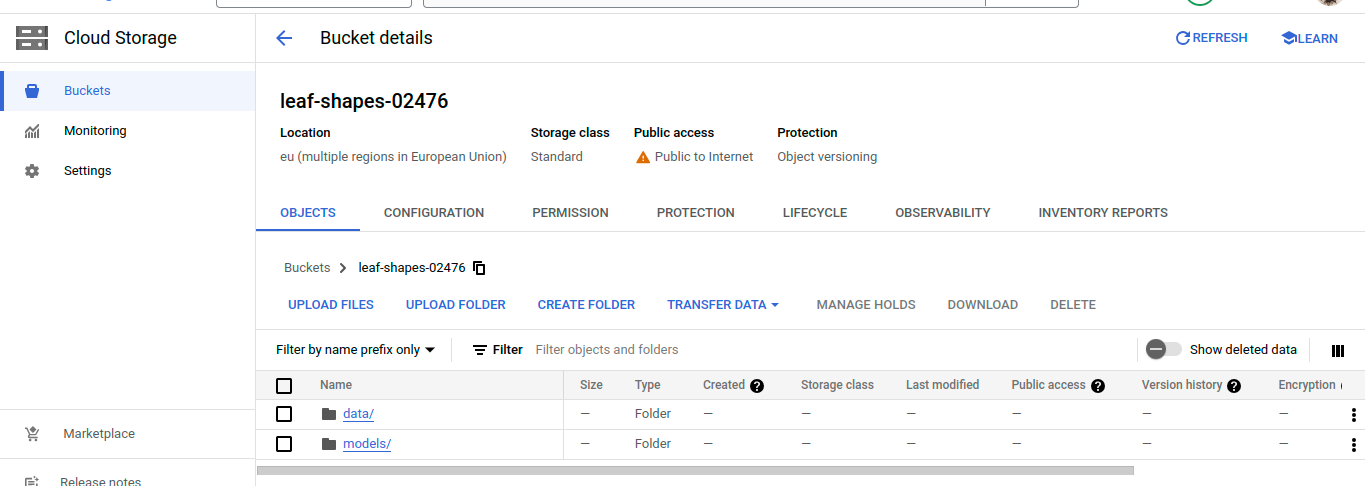 Cloud Storage
Bucket details
REFRESH
LEARN
Buckets
Monitoring
Settings
Marketplace
Release notes
leaf-shapes-02476
Location Storage class Public access Protection
eu (multiple regions in European Union) Standard Public to Internet Object versioning
OBJECTS CONFIGURATION PERMISSION PROTECTION LIFECYCLE OBSERVABILITY INVENTORY REPORTS
Buckets > leaf-shapes-02476
UPLOAD FILES UPLOAD FOLDER CREATE FOLDER TRANSFER DATA MANAGE HOLDS DOWNLOAD DELETE
Filter by name prefix only Filter Filter objects and folders Show deleted data
Name Size Type Created Storage class Last modified Public access Version history Encryption
data/ — Folder — — — — — —
models/ — Folder — — — — — —